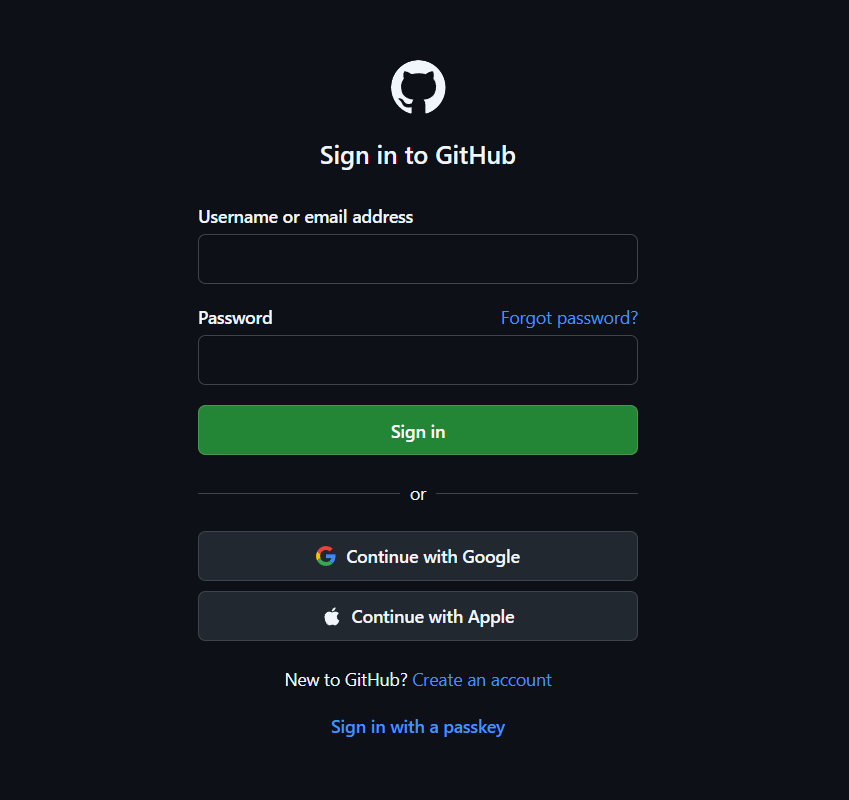 Sign in to GitHub
Username or email address
Password Forgot password?
Sign in
or
Continue with Google
Continue with Apple
New to GitHub? Create an account
Sign in with a passkey